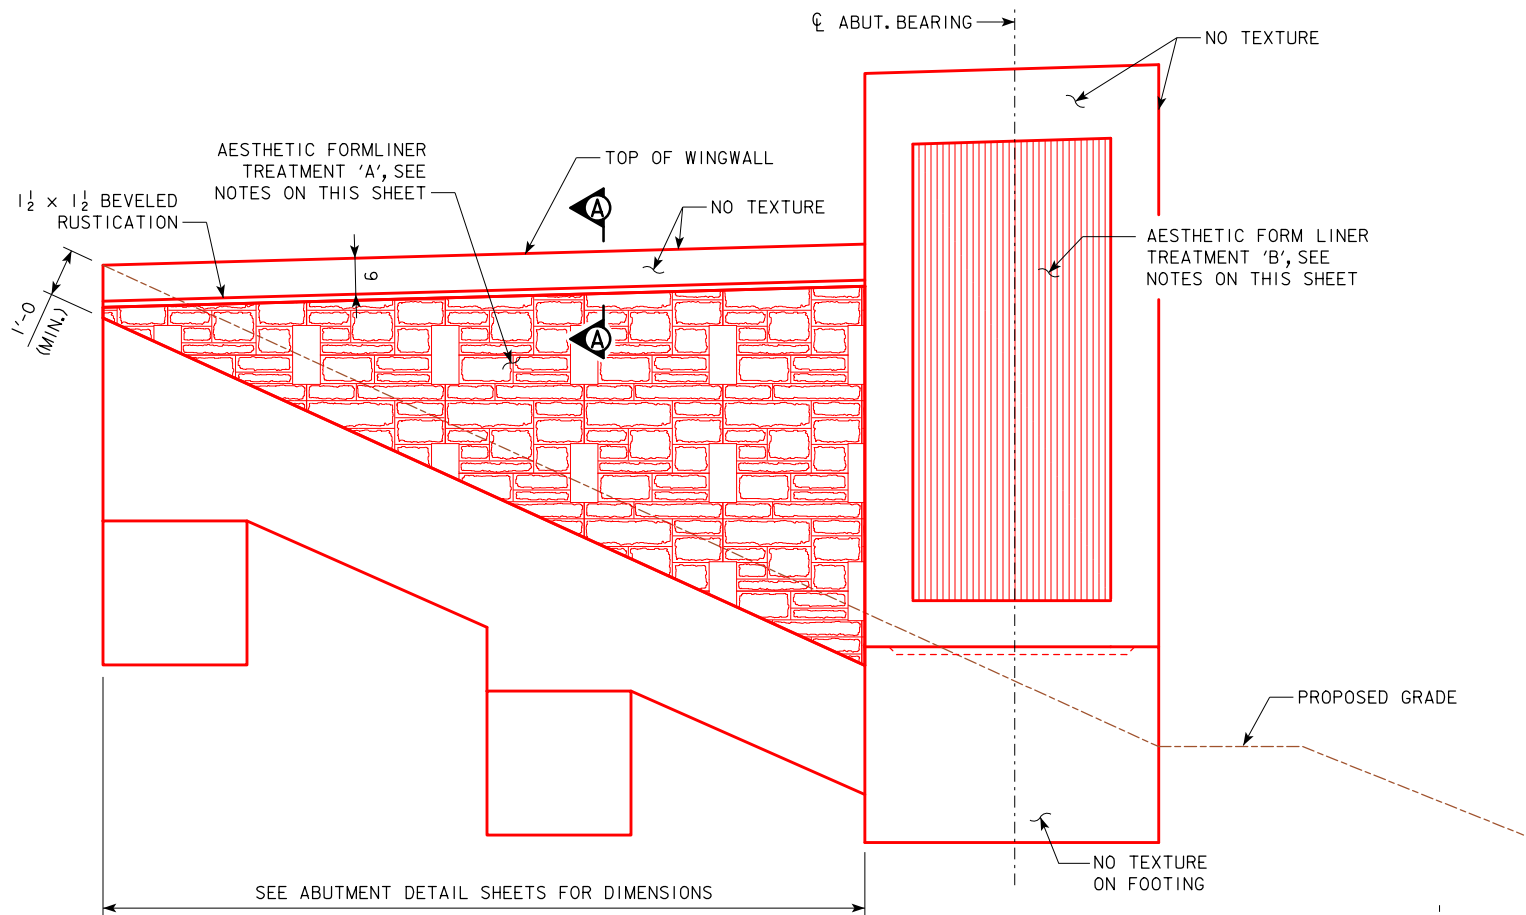 ℄ ABUT. BEARING
NO TEXTURE
AESTHETIC FORMLINER
TREATMENT 'A', SEE
NOTES ON THIS SHEET
TOP OF WINGWALL
1½ × 1½ BEVELED
RUSTICATION
A
NO TEXTURE
AESTHETIC FORM LINER
TREATMENT 'B', SEE
NOTES ON THIS SHEET
6
1'-0
(MIN.)
A
PROPOSED GRADE
NO TEXTURE
ON FOOTING
SEE ABUTMENT DETAIL SHEETS FOR DIMENSIONS